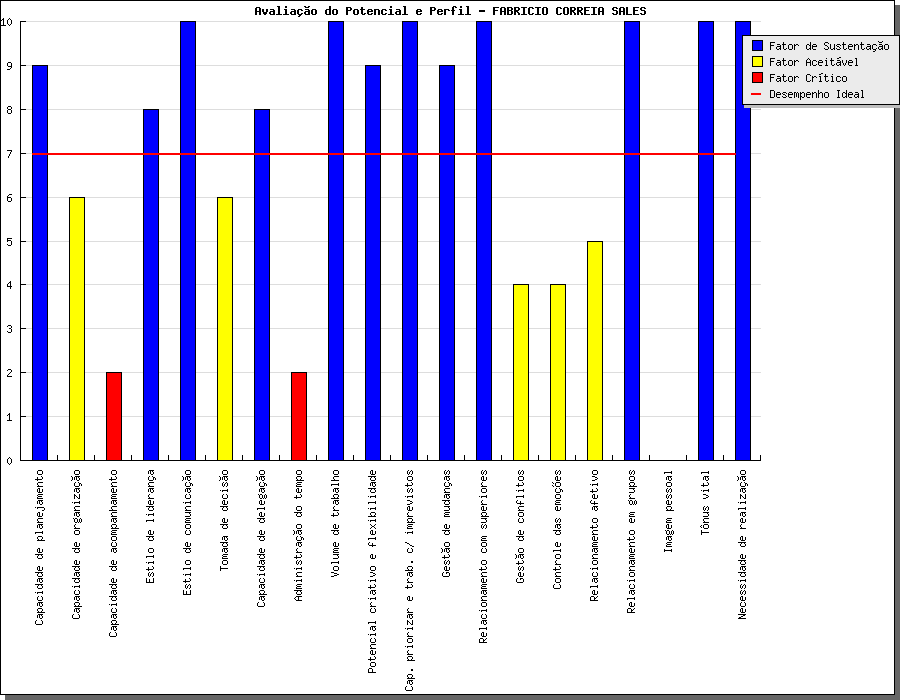 Avaliação do Potencial e Perfil - FABRICIO CORREIA SALES
10
9
8
7
6
5
4
3
2
1
0
Fator de Sustentação
Fator Aceitável
Fator Crítico
Desempenho Ideal
Capacidade de planejamento
Capacidade de organização
Capacidade de acompanhamento
Estilo de liderança
Estilo de comunicação
Tomada de decisão
Capacidade de delegação
Administração do tempo
Volume de trabalho
Potencial criativo e flexibilidade
Cap. priorizar e trab. c/ imprevistos
Gestão de mudanças
Relacionamento com superiores
Gestão de conflitos
Controle das emoções
Relacionamento afetivo
Relacionamento em grupos
Imagem pessoal
Tônus vital
Necessidade de realização